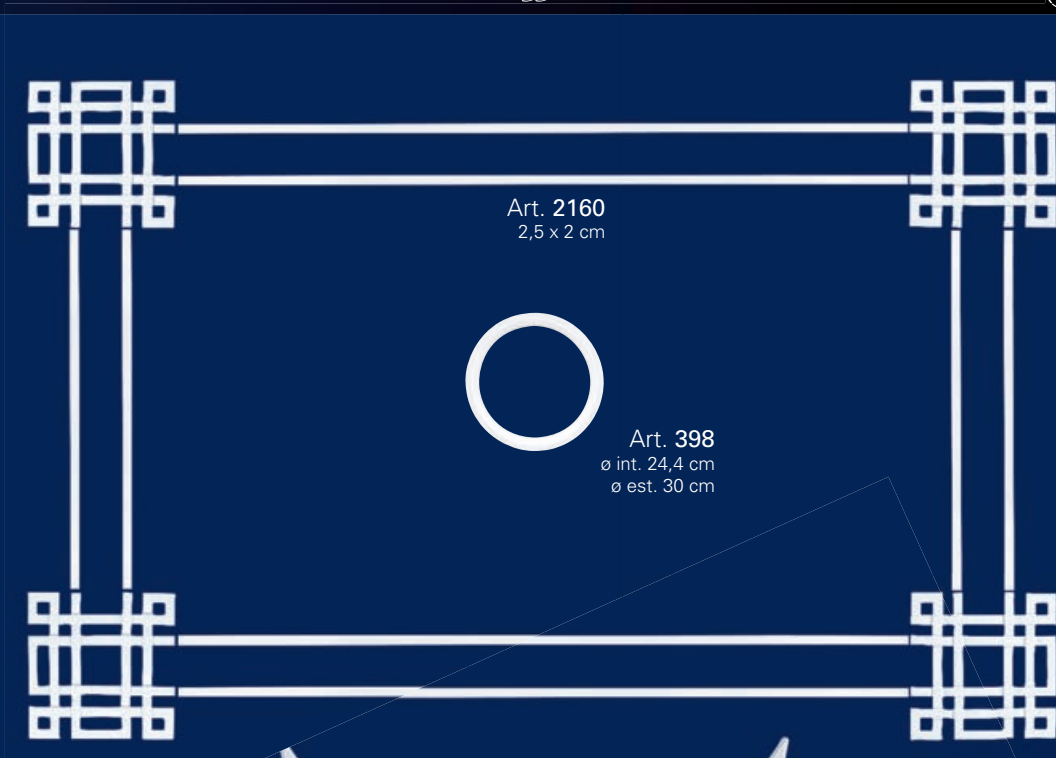 Art. 2160
2,5 x 2 cm
Art. 398
ø int. 24,4 cm
ø est. 30 cm